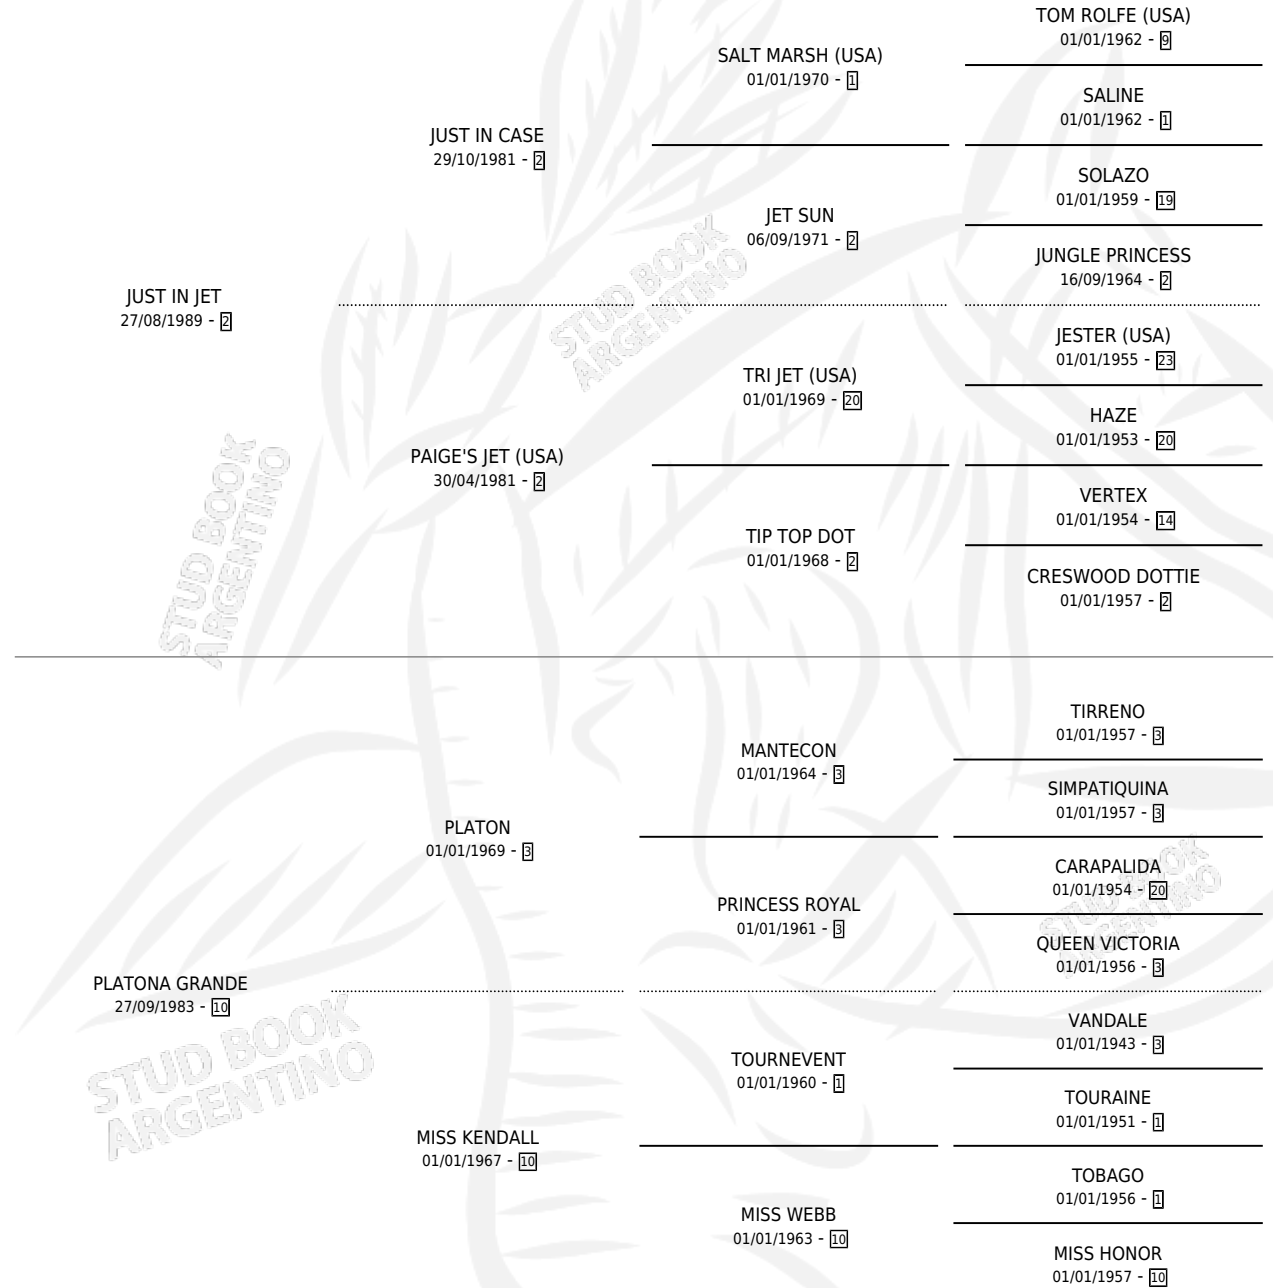 TOM ROLFE (USA)
01/01/1962 - 9
SALT MARSH (USA)
01/01/1970 - 1
SALINE
01/01/1962 - 1
JUST IN CASE
29/10/1981 - 2
SOLAZO
01/01/1959 - 19
JET SUN
06/09/1971 - 2
JUNGLE PRINCESS
16/09/1964 - 2
JUST IN JET
27/08/1989 - 2
JESTER (USA)
01/01/1955 - 23
TRI JET (USA)
01/01/1969 - 20
HAZE
01/01/1953 - 20
PAIGE'S JET (USA)
30/04/1981 - 2
VERTEX
01/01/1954 - 14
TIP TOP DOT
01/01/1968 - 2
CRESWOOD DOTTIE
01/01/1957 - 2
TIRRENO
01/01/1957 - 3
MANTECON
01/01/1964 - 3
SIMPATIQUINA
01/01/1957 - 3
PLATON
01/01/1969 - 3
CARAPALIDA
01/01/1954 - 20
PRINCESS ROYAL
01/01/1961 - 3
QUEEN VICTORIA
01/01/1956 - 3
PLATONA GRANDE
27/09/1983 - 10
VANDALE
01/01/1943 - 3
TOURNEVENT
01/01/1960 - 1
TOURAINE
01/01/1951 - 1
MISS KENDALL
01/01/1967 - 10
TOBAGO
01/01/1956 - 1
MISS WEBB
01/01/1963 - 10
MISS HONOR
01/01/1957 - 10
STUD BOOK
ARGENTINO
STUD BOOK
ARGENTINO
STUD BOOK
ARGENTINO
STUD BOOK
ARGENTINO